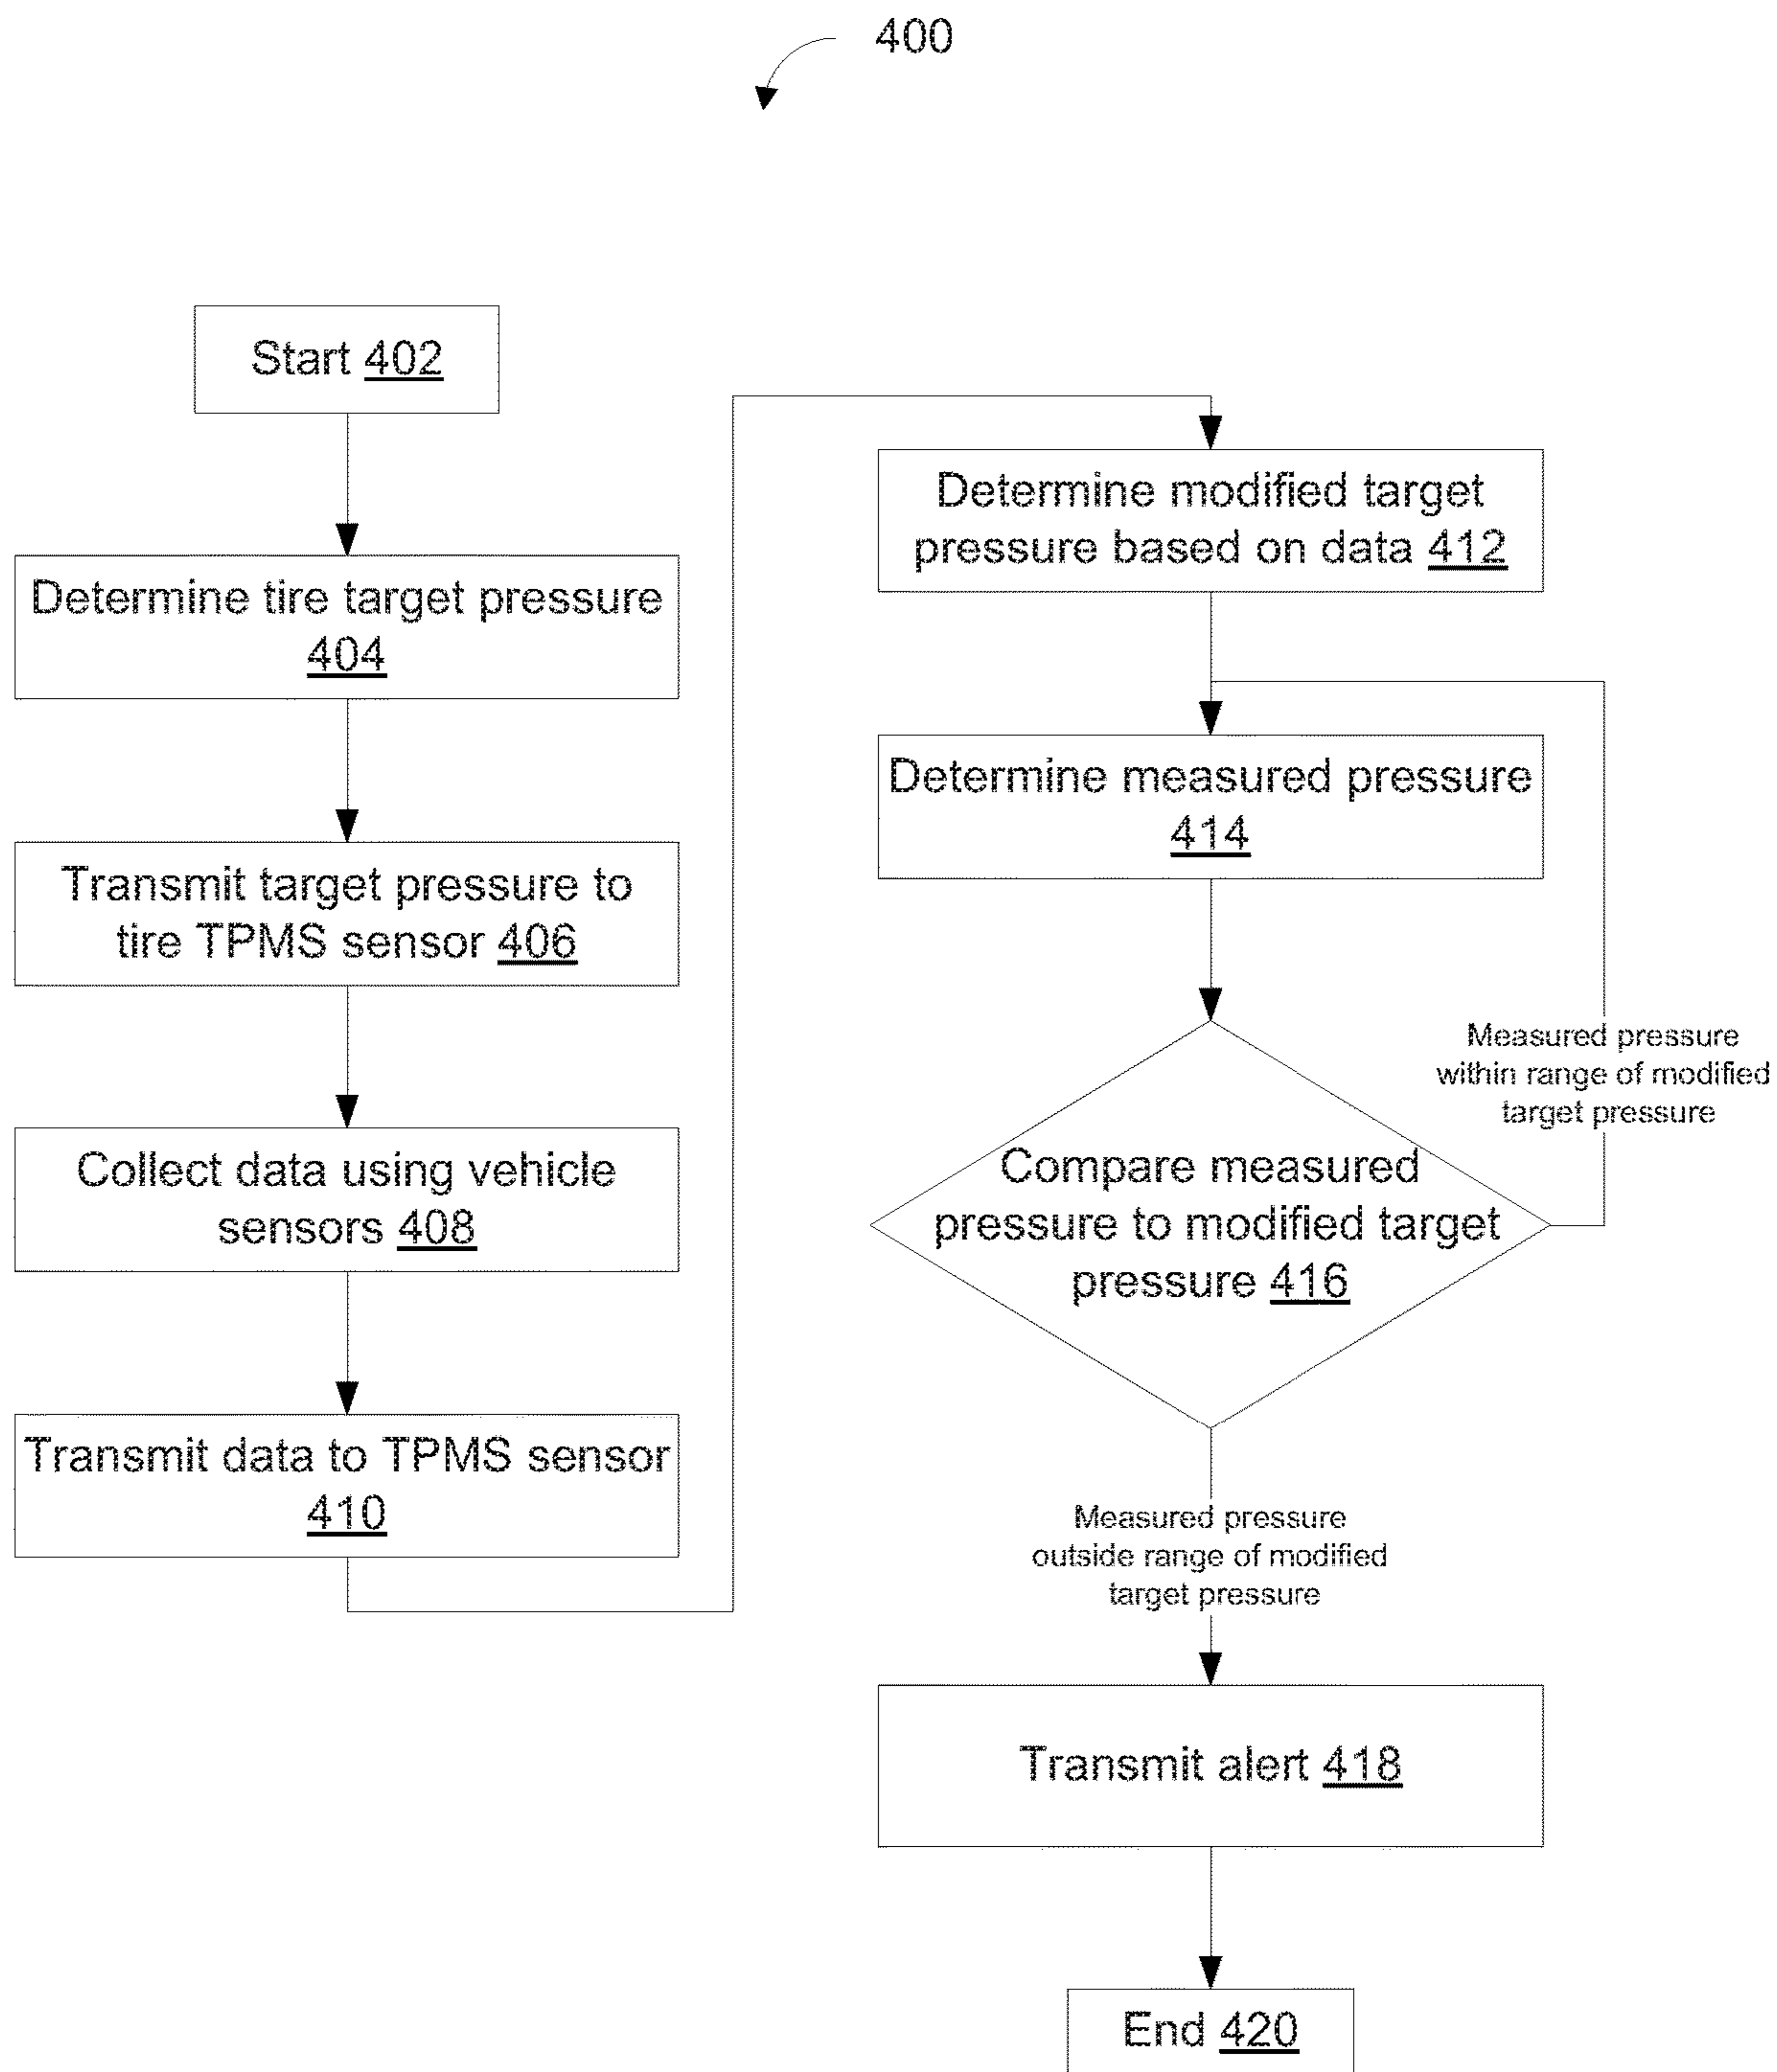 400
Start 402
Determine tire target pressure
404
Transmit target pressure to
tire TPMS sensor 406
Collect data using vehicle
sensors 408
Transmit data to TPMS sensor
410
Determine modified target
pressure based on data 412
Determine measured pressure
414
Measured pressure
within range of modified
target pressure
Compare measured
pressure to modified target
pressure 416
Measured pressure
outside range of modified
target pressure
Transmit alert 418
End 420